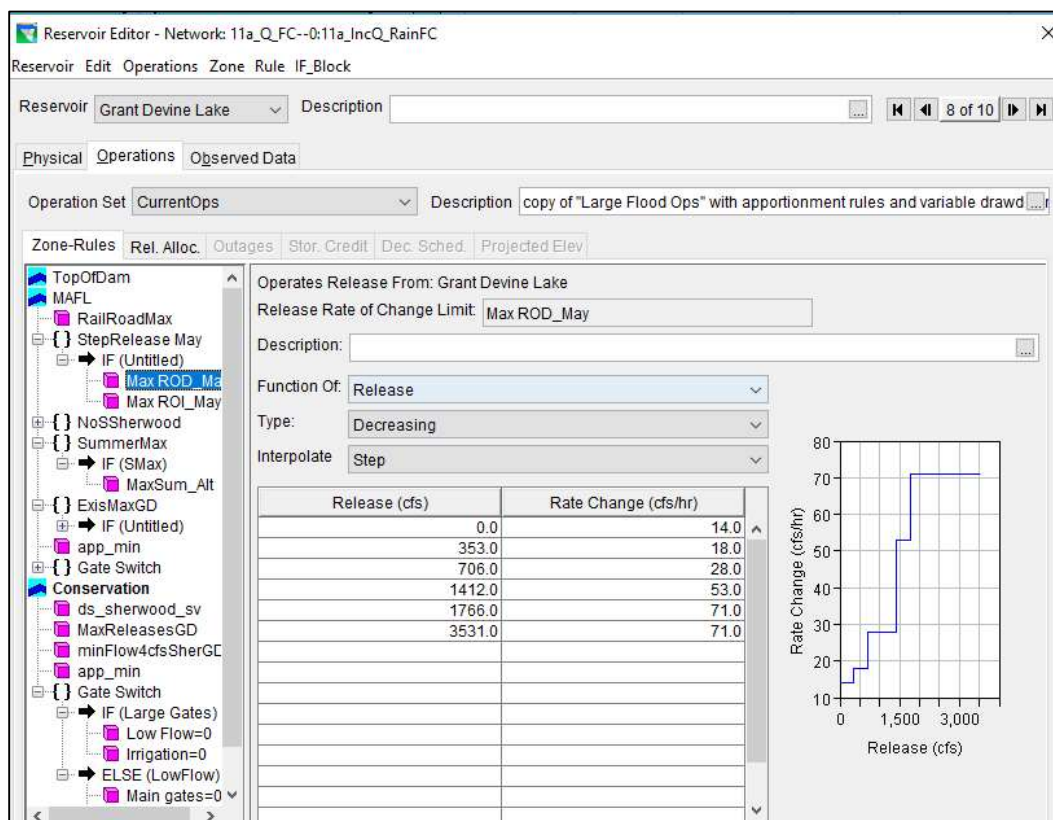 Reservoir Editor - Network: 11a_Q_FC--0:11a_IncQ_RainFC
Reservoir Edit Operations Zone Rule IF_Block
Reservoir Grant Devine Lake Description ... 8 of 10
Physical Operations Observed Data
Operation Set CurrentOps Description copy of "Large Flood Ops" with apportionment rules and variable drawd ...
Zone-Rules Rel. Alloc. Outages Stor. Credit Dec. Sched. Projected Elev
TopOfDam
MAFL
RailRoadMax
{ } StepRelease May
IF (Untitled)
Max ROD_Ma
Max ROI_May
{ } NoSSherwood
{ } SummerMax
IF (SMax)
MaxSum_Alt
{ } ExisMaxGD
IF (Untitled)
app_min
{ } Gate Switch
Conservation
ds_sherwood_sv
MaxReleasesGD
minFlow4cfsSherGD
app_min
{ } Gate Switch
IF (Large Gates)
Low Flow=0
Irrigation=0
ELSE (LowFlow)
Main gates=0
Operates Release From: Grant Devine Lake
Release Rate of Change Limit: Max ROD_May
Description: ...
Function Of: Release
Type: Decreasing
Interpolate Step
Release (cfs) Rate Change (cfs/hr)
0.0 14.0
353.0 18.0
706.0 28.0
1412.0 53.0
1766.0 71.0
3531.0 71.0
80
70
60
50
40
30
20
10
Rate Change (cfs/hr)
0 1,500 3,000
Release (cfs)